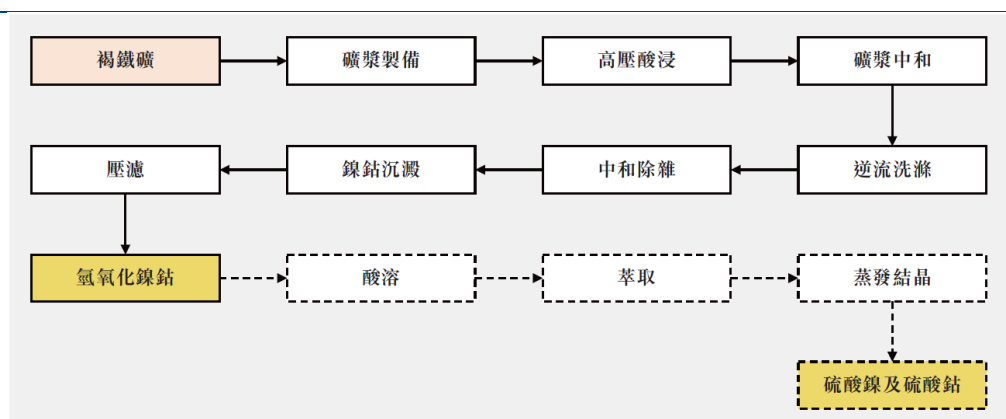 褐鐵礦
礦漿製備
高壓酸浸
礦漿中和
逆流洗滌
中和除雜
鎳鈷沉澱
壓濾
氫氧化鎳鈷
酸溶
萃取
蒸發結晶
硫酸鎳及硫酸鈷